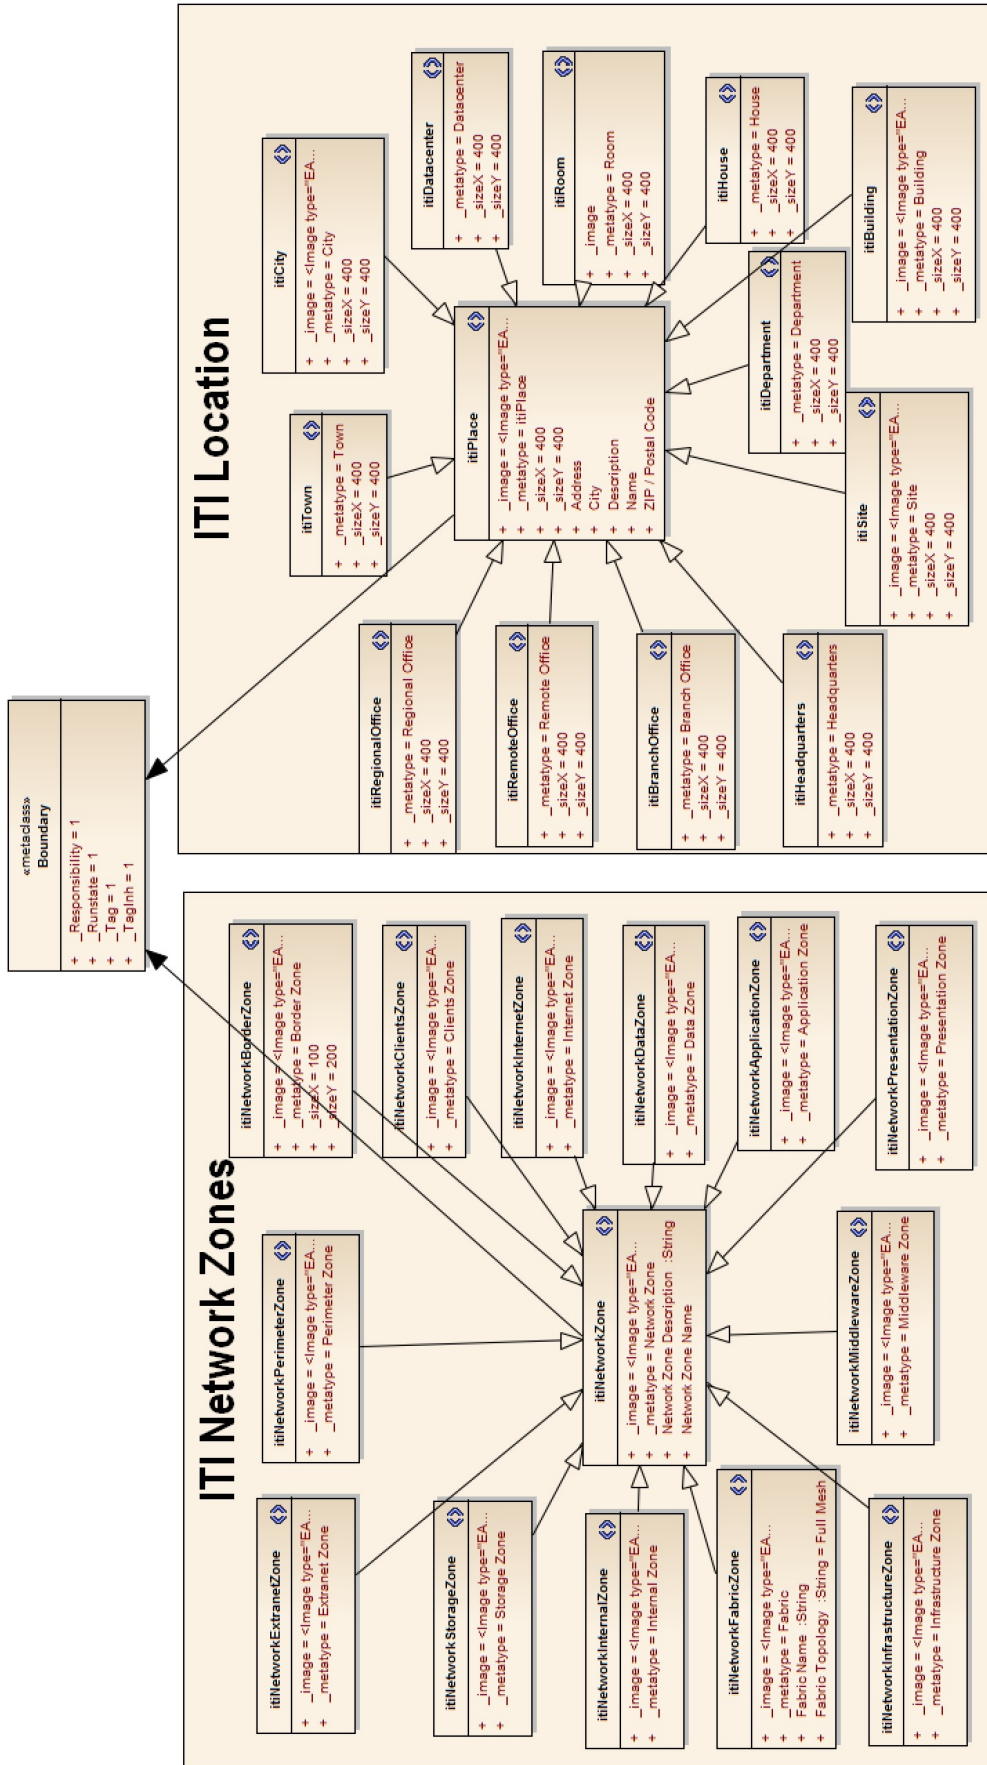 «metaclass»
Boundary
+ _Responsibility = 1
+ _Runstate = 1
+ _Tag = 1
+ _TagInh = 1
ITI Network Zones
itiNetworkExtranetZone
+ _image = <Image type="EA...
+ _metatype = Extranet Zone
itiNetworkPerimeterZone
+ _image = <Image type="EA...
+ _metatype = Perimeter Zone
itiNetworkBorderZone
+ _image = <Image type="EA...
+ _metatype = Border Zone
+ _sizeX = 100
+ _sizeY = 200
itiNetworkStorageZone
+ _image = <Image type="EA...
+ _metatype = Storage Zone
itiNetworkClientsZone
+ _image = <Image type="EA...
+ _metatype = Clients Zone
itiNetworkInternetZone
+ _image = <Image type="EA...
+ _metatype = Internet Zone
itiNetworkInternalZone
+ _image = <Image type="EA...
+ _metatype = Internal Zone
itiNetworkZone
+ _image = <Image type="EA...
+ _metatype = Network Zone
+ Network Zone Description :String
+ Network Zone Name
itiNetworkDataZone
+ _image = <Image type="EA...
+ _metatype = Data Zone
itiNetworkFabricZone
+ _image = <Image type="EA...
+ _metatype = Fabric
+ Fabric Name :String
+ Fabric Topology :String = Full Mesh
itiNetworkApplicationZone
+ _image = <Image type="EA...
+ _metatype = Application Zone
itiNetworkInfrastructureZone
+ _image = <Image type="EA...
+ _metatype = Infrastructure Zone
itiNetworkMiddlewareZone
+ _image = <Image type="EA...
+ _metatype = Middleware Zone
itiNetworkPresentationZone
+ _image = <Image type="EA...
+ _metatype = Presentation Zone
ITI Location
itiRegionalOffice
+ _metatype = Regional Office
+ _sizeX = 400
+ _sizeY = 400
itiTown
+ _metatype = Town
+ _sizeX = 400
+ _sizeY = 400
itiCity
+ _image = <Image type="EA...
+ _metatype = City
+ _sizeX = 400
+ _sizeY = 400
itiDatacenter
+ _metatype = Datacenter
+ _sizeX = 400
+ _sizeY = 400
itiRemoteOffice
+ _metatype = Remote Office
+ _sizeX = 400
+ _sizeY = 400
itiPlace
+ _image = <Image type="EA...
+ _metatype = itiPlace
+ _sizeX = 400
+ _sizeY = 400
+ Address
+ City
+ Description
+ Name
+ ZIP / Postal Code
itiRoom
+ _image
+ _metatype = Room
+ _sizeX = 400
+ _sizeY = 400
itiBranchOffice
+ _metatype = Branch Office
+ _sizeX = 400
+ _sizeY = 400
itiHouse
+ _metatype = House
+ _sizeX = 400
+ _sizeY = 400
itiHeadquarters
+ _metatype = Headquarters
+ _sizeX = 400
+ _sizeY = 400
itiDepartment
+ _metatype = Department
+ _sizeX = 400
+ _sizeY = 400
itiSite
+ _image = <Image type="EA...
+ _metatype = Site
+ _sizeX = 400
+ _sizeY = 400
itiBuilding
+ _image = <Image type="EA...
+ _metatype = Building
+ _sizeX = 400
+ _sizeY = 400